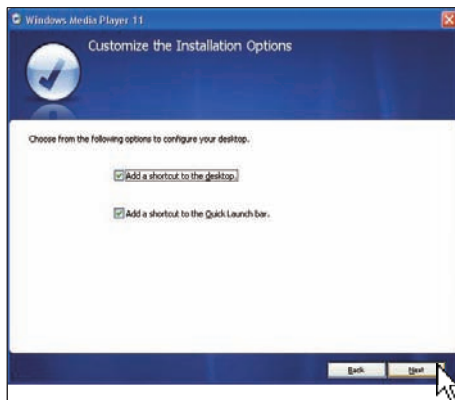 Windows Media Player 11
Customize the Installation Options
Choose from the following options to configure your desktop.
Add a shortcut to the desktop.
Add a shortcut to the Quick Launch bar.
Back Next